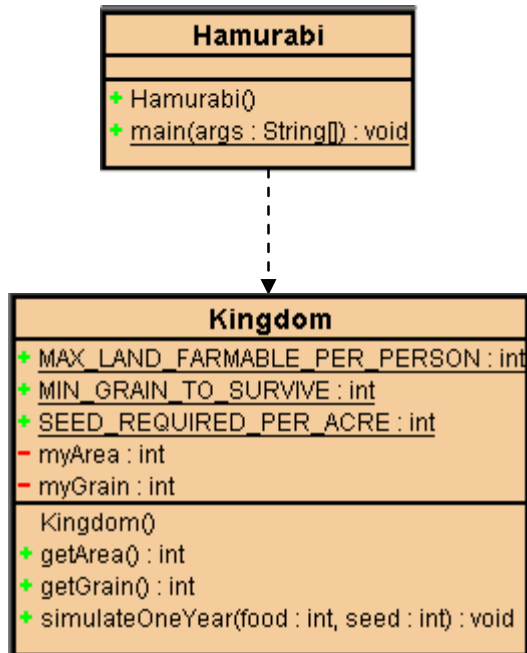 Hamurabi
+ Hamurabi()
+ main(args : String[]) : void
Kingdom
+ MAX_LAND_FARMABLE_PER_PERSON : int
+ MIN_GRAIN_TO_SURVIVE : int
+ SEED_REQUIRED_PER_ACRE : int
- myArea : int
- myGrain : int
Kingdom()
+ getArea() : int
+ getGrain() : int
+ simulateOneYear(food : int, seed : int) : void